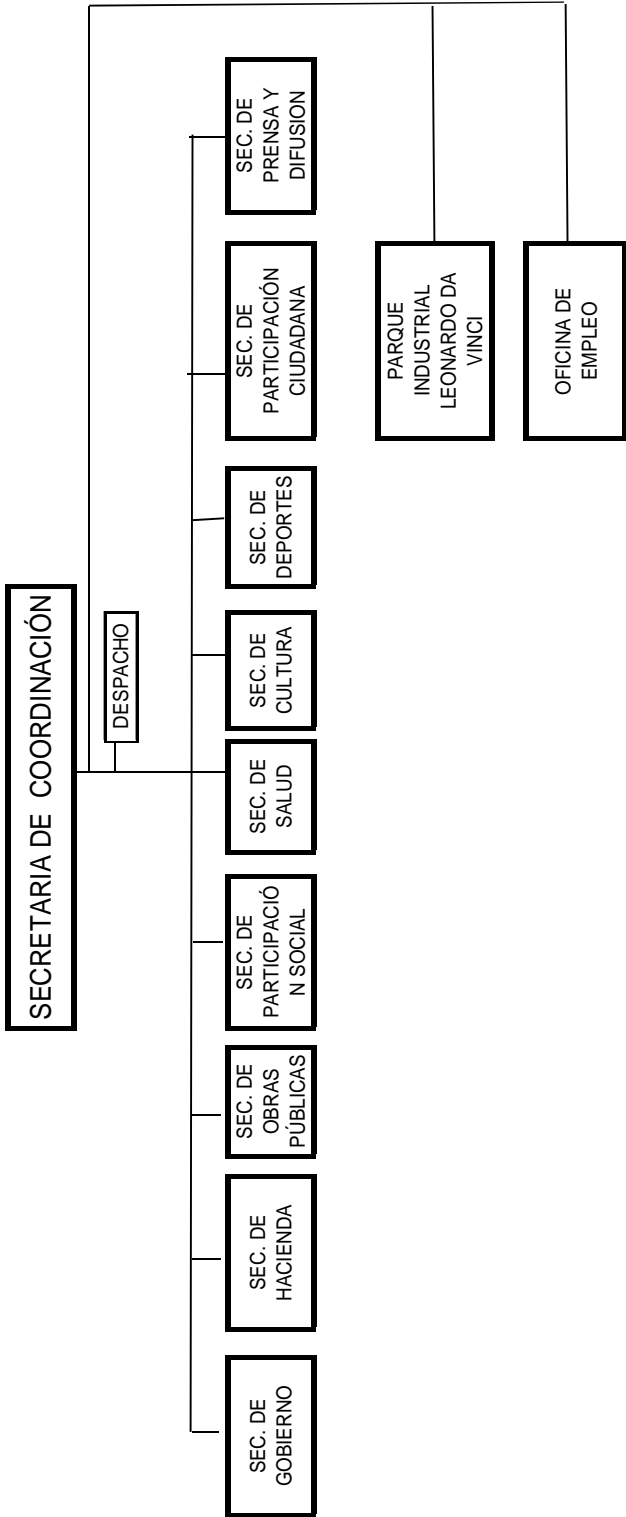 SECRETARIA DE COORDINACIÓN
DESPACHO
SEC. DE
GOBIERNO
SEC. DE
HACIENDA
SEC. DE
OBRAS
PÚBLICAS
SEC. DE
PARTICIPACIÓ
N SOCIAL
SEC. DE
SALUD
SEC. DE
CULTURA
SEC. DE
DEPORTES
SEC. DE
PARTICIPACIÓN
CIUDADANA
SEC. DE
PRENSA Y
DIFUSION
PARQUE
INDUSTRIAL
LEONARDO DA
VINCI
OFICINA DE
EMPLEO